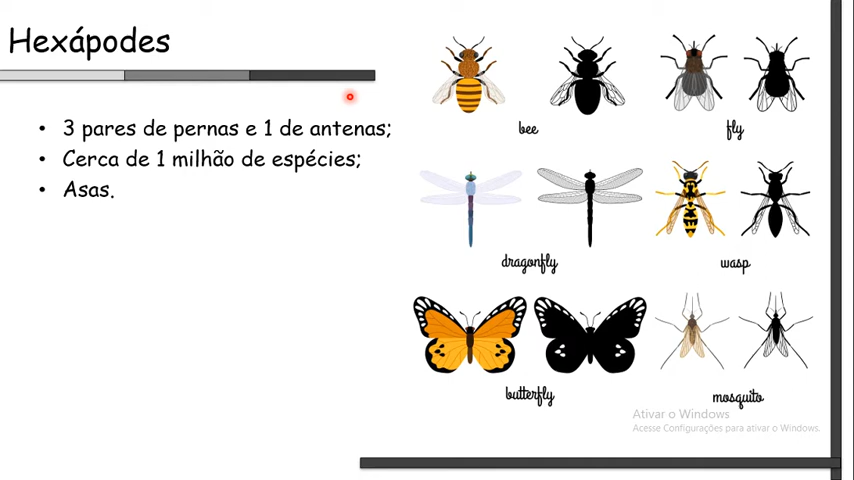 Hexápodes
• 3 pares de pernas e 1 de antenas;
• Cerca de 1 milhão de espécies;
• Asas.
bee
fly
dragonfly
wasp
butterfly
mosquito
Ativar o Windows
Acesse Configurações para ativar o Windows.